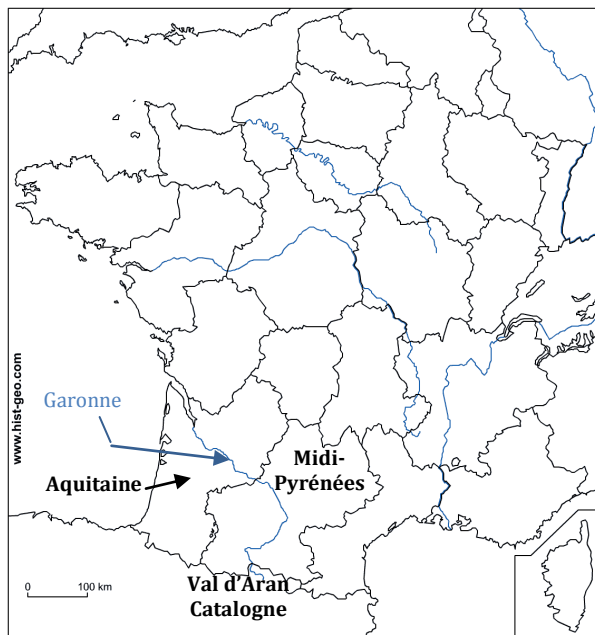 www.hist-geo.com
Garonne
Midi-
Pyrénées
Aquitaine
Val d'Aran
Catalogne
0 100 km